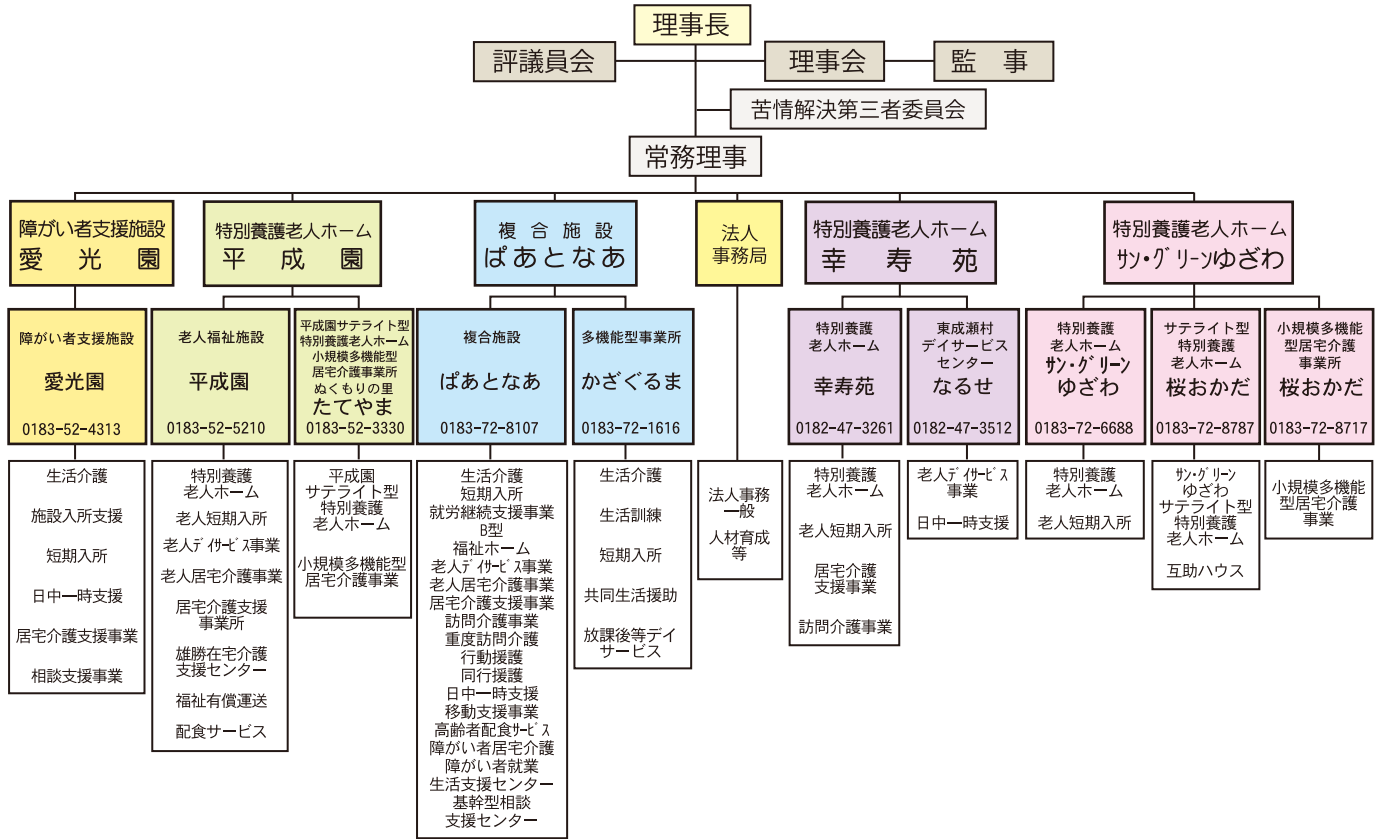 理事長
評議員会
理事会
監 事
苦情解決第三者委員会
常務理事
障がい者支援施設
愛 光 園
特別養護老人ホーム
平 成 園
複 合 施 設
ぱあとなあ
法人
事務局
特別養護老人ホーム
幸 寿 苑
特別養護老人ホーム
サン・グリーンゆざわ
障がい者支援施設
愛光園
0183-52-4313
老人福祉施設
平成園
0183-52-5210
平成園サテライト型
特別養護老人ホーム
小規模多機能型
居宅介護事業所
ぬくもりの里
たてやま
0183-52-3330
複合施設
ぱあとなあ
0183-72-8107
多機能型事業所
かざぐるま
0183-72-1616
特別養護
老人ホーム
幸寿苑
0182-47-3261
東成瀬村
デイサービス
センター
なるせ
0182-47-3512
特別養護
老人ホーム
サン・グリーン
ゆざわ
0183-72-6688
サテライト型
特別養護
老人ホーム
桜おかだ
0183-72-8787
小規模多機能
型居宅介護
事業所
桜おかだ
0183-72-8717
生活介護
施設入所支援
短期入所
日中一時支援
居宅介護支援事業
相談支援事業
特別養護
老人ホーム
老人短期入所
老人デイサービス事業
老人居宅介護事業
居宅介護支援
事業所
雄勝在宅介護
支援センター
福祉有償運送
配食サービス
平成園
サテライト型
特別養護
老人ホーム
小規模多機能型
居宅介護事業
生活介護
短期入所
就労継続支援事業
B型
福祉ホーム
老人デイサービス事業
老人居宅介護事業
居宅介護支援事業
訪問介護事業
重度訪問介護
行動援護
同行援護
日中一時支援
移動支援事業
高齢者配食サービス
障がい者居宅介護
障がい者就業
生活支援センター
基幹型相談
支援センター
生活介護
生活訓練
短期入所
共同生活援助
放課後等デイ
サービス
法人事務
一般
人材育成
等
特別養護
老人ホーム
老人短期入所
居宅介護
支援事業
訪問介護事業
老人デイサービス
事業
日中一時支援
特別養護
老人ホーム
老人短期入所
サン・グリーン
ゆざわ
サテライト型
特別養護
老人ホーム
互助ハウス
小規模多機能
型居宅介護
事業